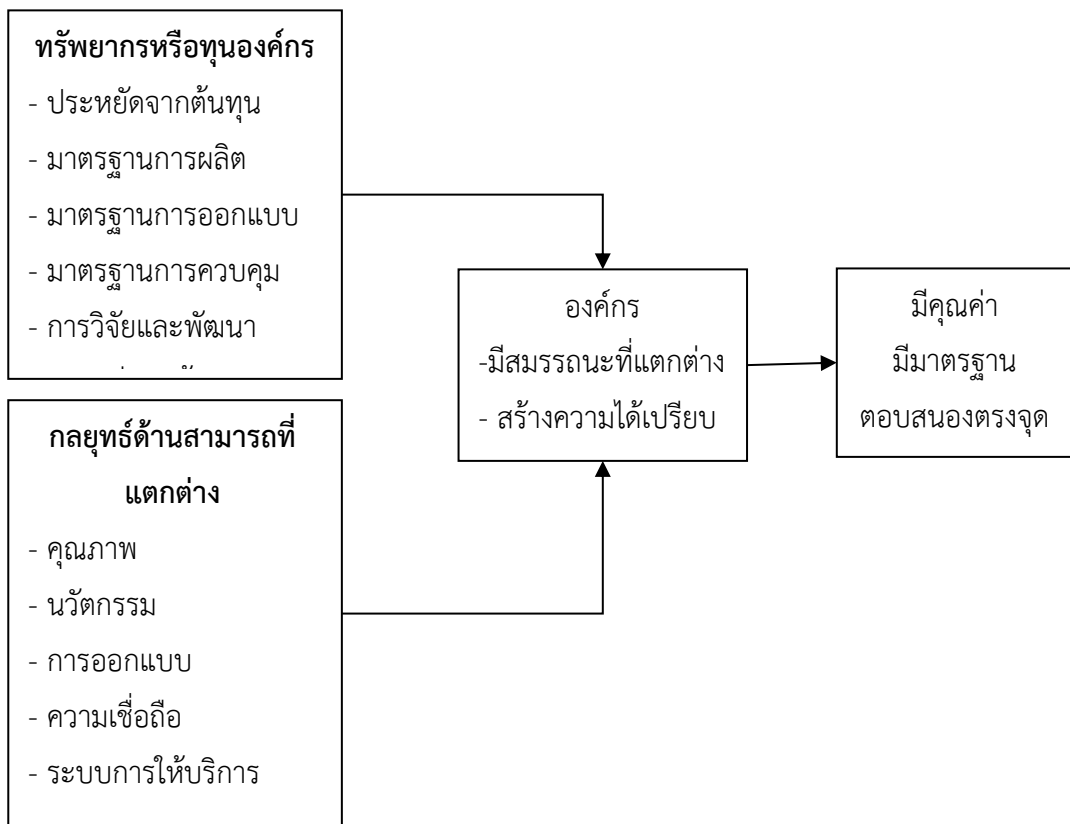 ทรัพยากรหรือทุนองค์กร
- ประหยัดจากต้นทุน
- มาตรฐานการผลิต
- มาตรฐานการออกแบบ
- มาตรฐานการควบคุม
- การวิจัยและพัฒนา
กลยุทธ์ด้านสามารถที่
แตกต่าง
- คุณภาพ
- นวัตกรรม
- การออกแบบ
- ความเชื่อถือ
- ระบบการให้บริการ
องค์กร
-มีสมรรถนะที่แตกต่าง
- สร้างความได้เปรียบ
มีคุณค่า
มีมาตรฐาน
ตอบสนองตรงจุด